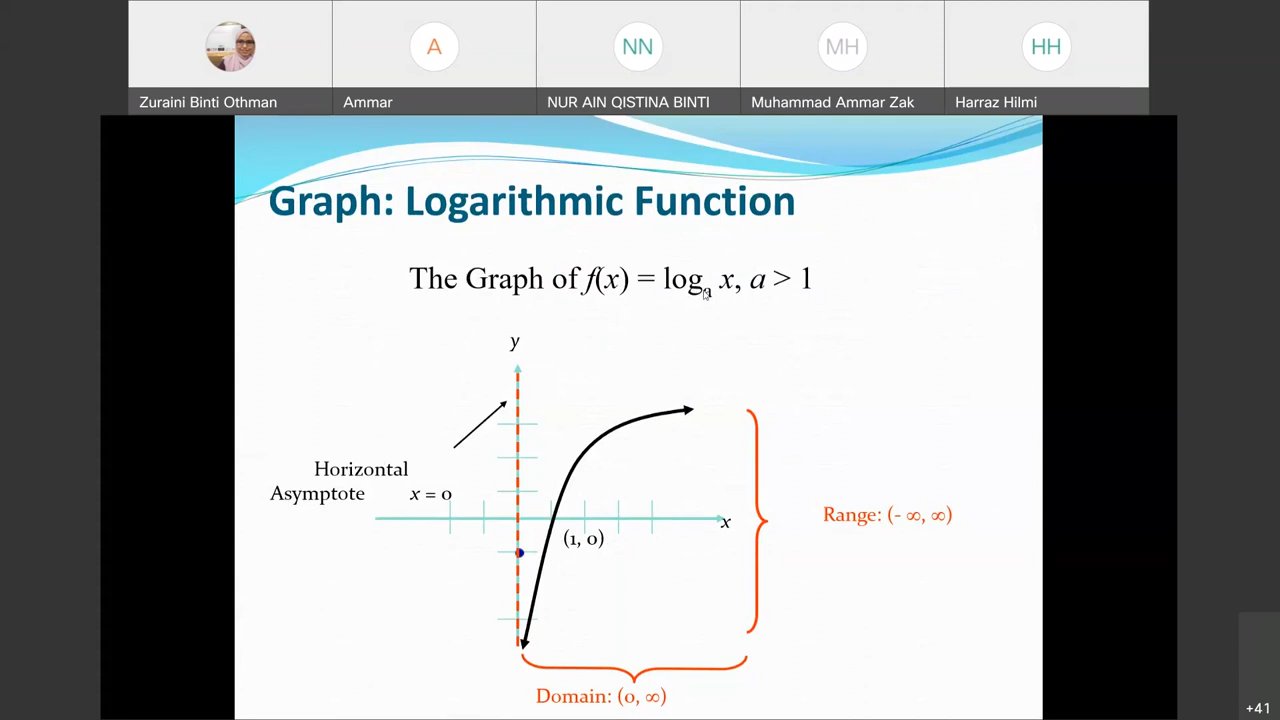 A
NN
MH
HH
Zuraini Binti Othman
Ammar
NUR AIN QISTINA BINTI
Muhammad Ammar Zak
Harraz Hilmi
Graph: Logarithmic Function
The Graph of f(x) = logₐ x, a > 1
y
Horizontal
Asymptote x = 0
x
(1, 0)
Range: (- ∞, ∞)
Domain: (0, ∞)
+41